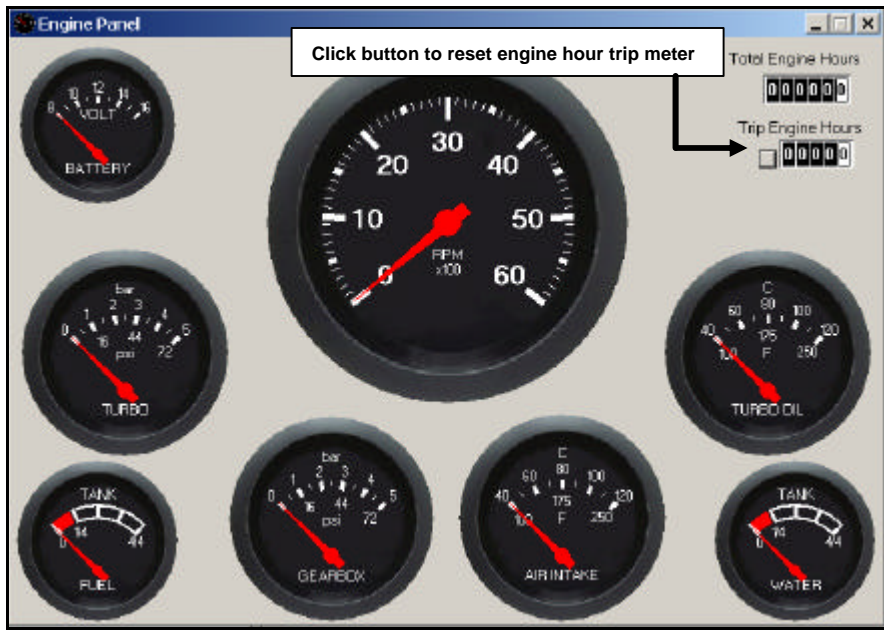 Engine Panel
Click button to reset engine hour trip meter
Total Engine Hours
000000
Trip Engine Hours
00000
8 10 12 14 16
VOLT
BATTERY
0 10 20 30 40 50 60
RPM
x100
bar
0 1 2 3 4 5
16 44 72
psi
TURBO
C
40 60 80 100 120
100 175 250
F
TURBO OIL
TANK
0 1/4 4/4
FUEL
bar
0 1 2 3 4 5
16 44 72
psi
GEARBOX
C
40 60 80 100 120
100 175 250
F
AIR INTAKE
TANK
0 1/4 4/4
WATER